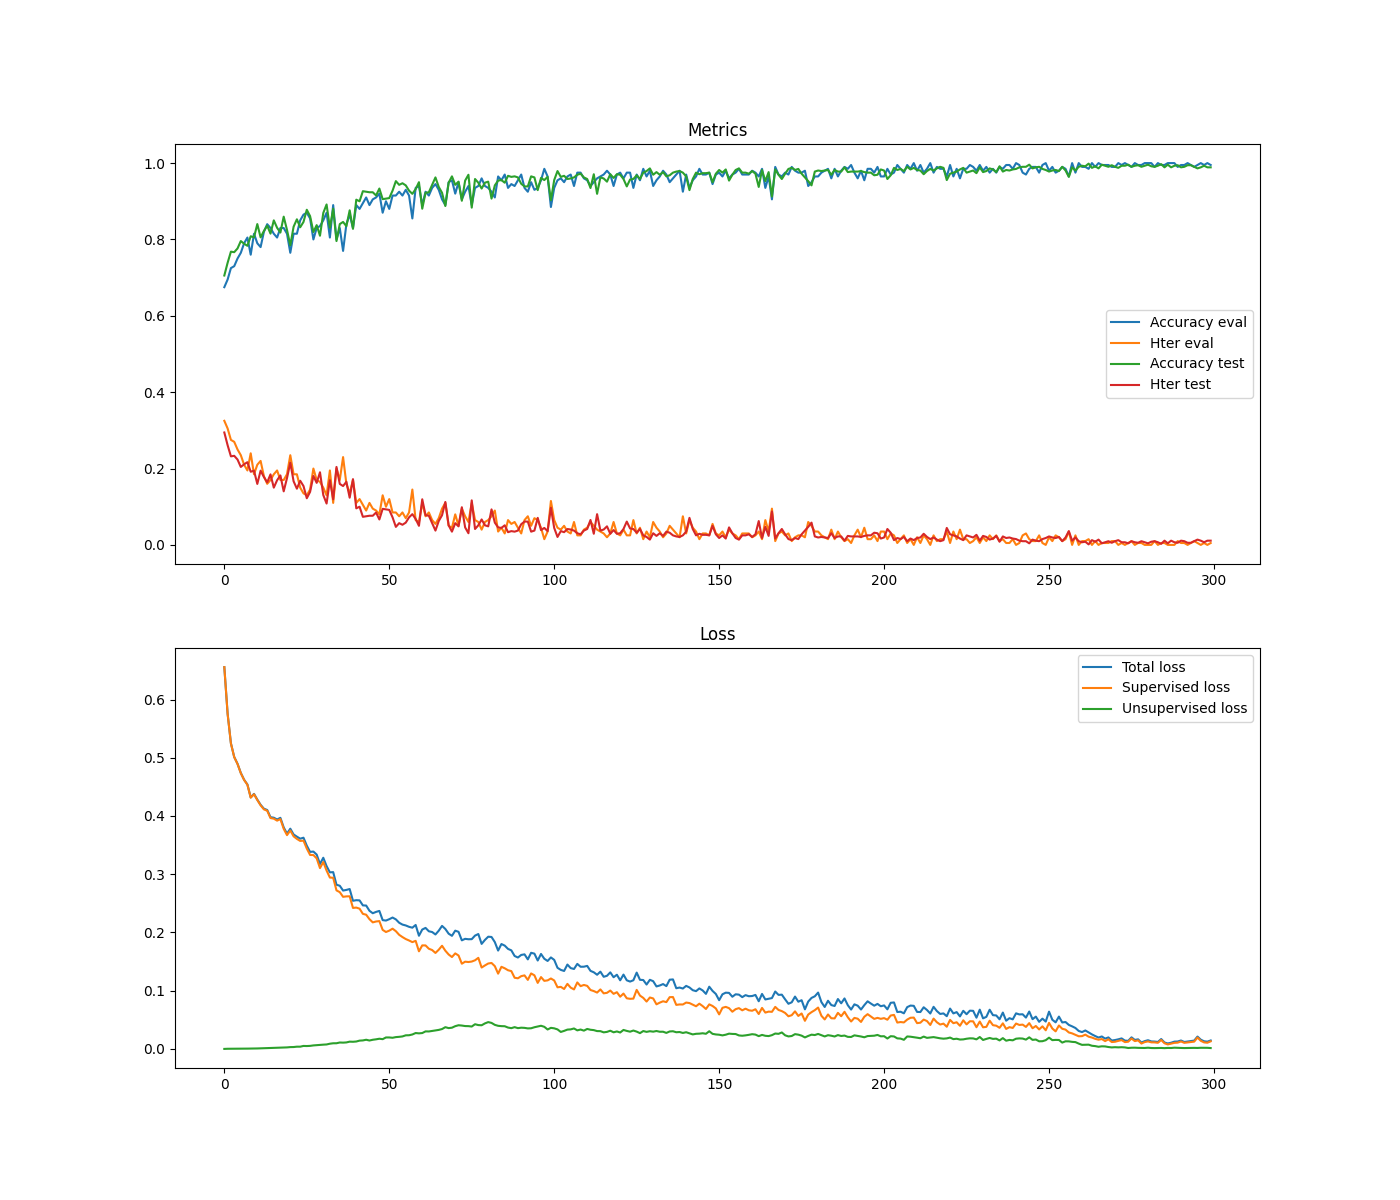 Metrics
1.0
0.8
0.6
0.4
0.2
0.0
0 50 100 150 200 250 300
Accuracy eval
Hter eval
Accuracy test
Hter test
Loss
0.6
0.5
0.4
0.3
0.2
0.1
0.0
0 50 100 150 200 250 300
Total loss
Supervised loss
Unsupervised loss